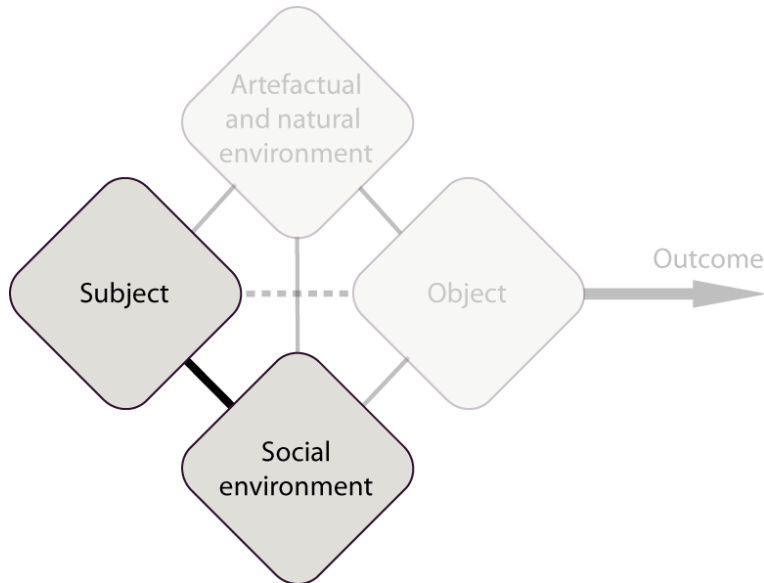 Artefactual
and natural
environment
Outcome
Subject
Object
Social
environment